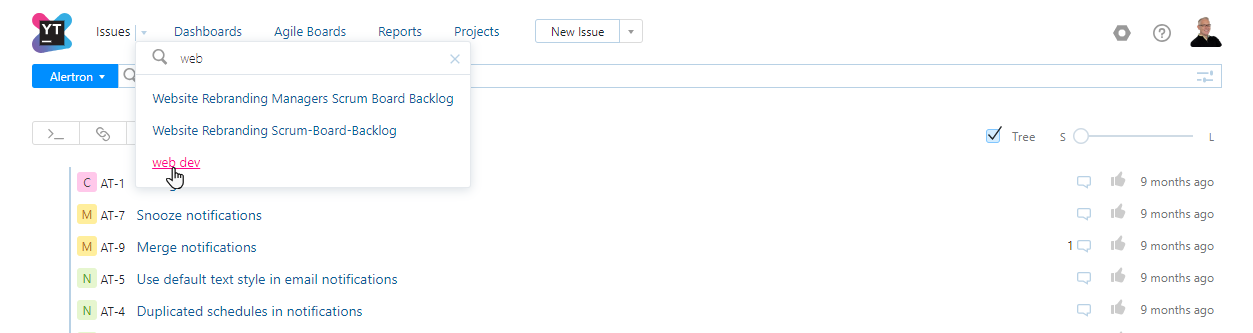 YT Issues Dashboards Agile Boards Reports Projects New Issue
web
Alertron
Website Rebranding Managers Scrum Board Backlog
Website Rebranding Scrum-Board-Backlog
Tree S L
web dev
C AT-1 9 months ago
M AT-7 Snooze notifications 9 months ago
M AT-9 Merge notifications 1 9 months ago
N AT-5 Use default text style in email notifications 9 months ago
N AT-4 Duplicated schedules in notifications 9 months ago